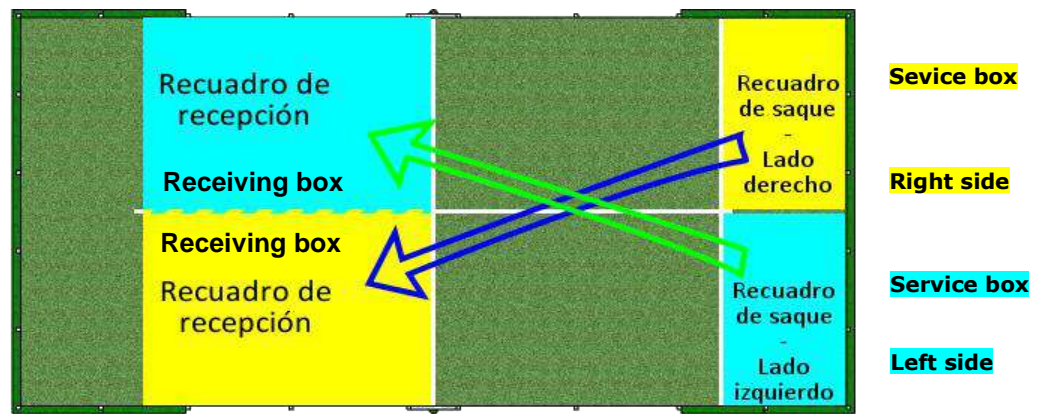 Recuadro de
recepción
Receiving box
Receiving box
Recuadro de
recepción
Recuadro
de saque
-
Lado
derecho
Recuadro
de saque
-
Lado
izquierdo
Sevice box
Right side
Service box
Left side